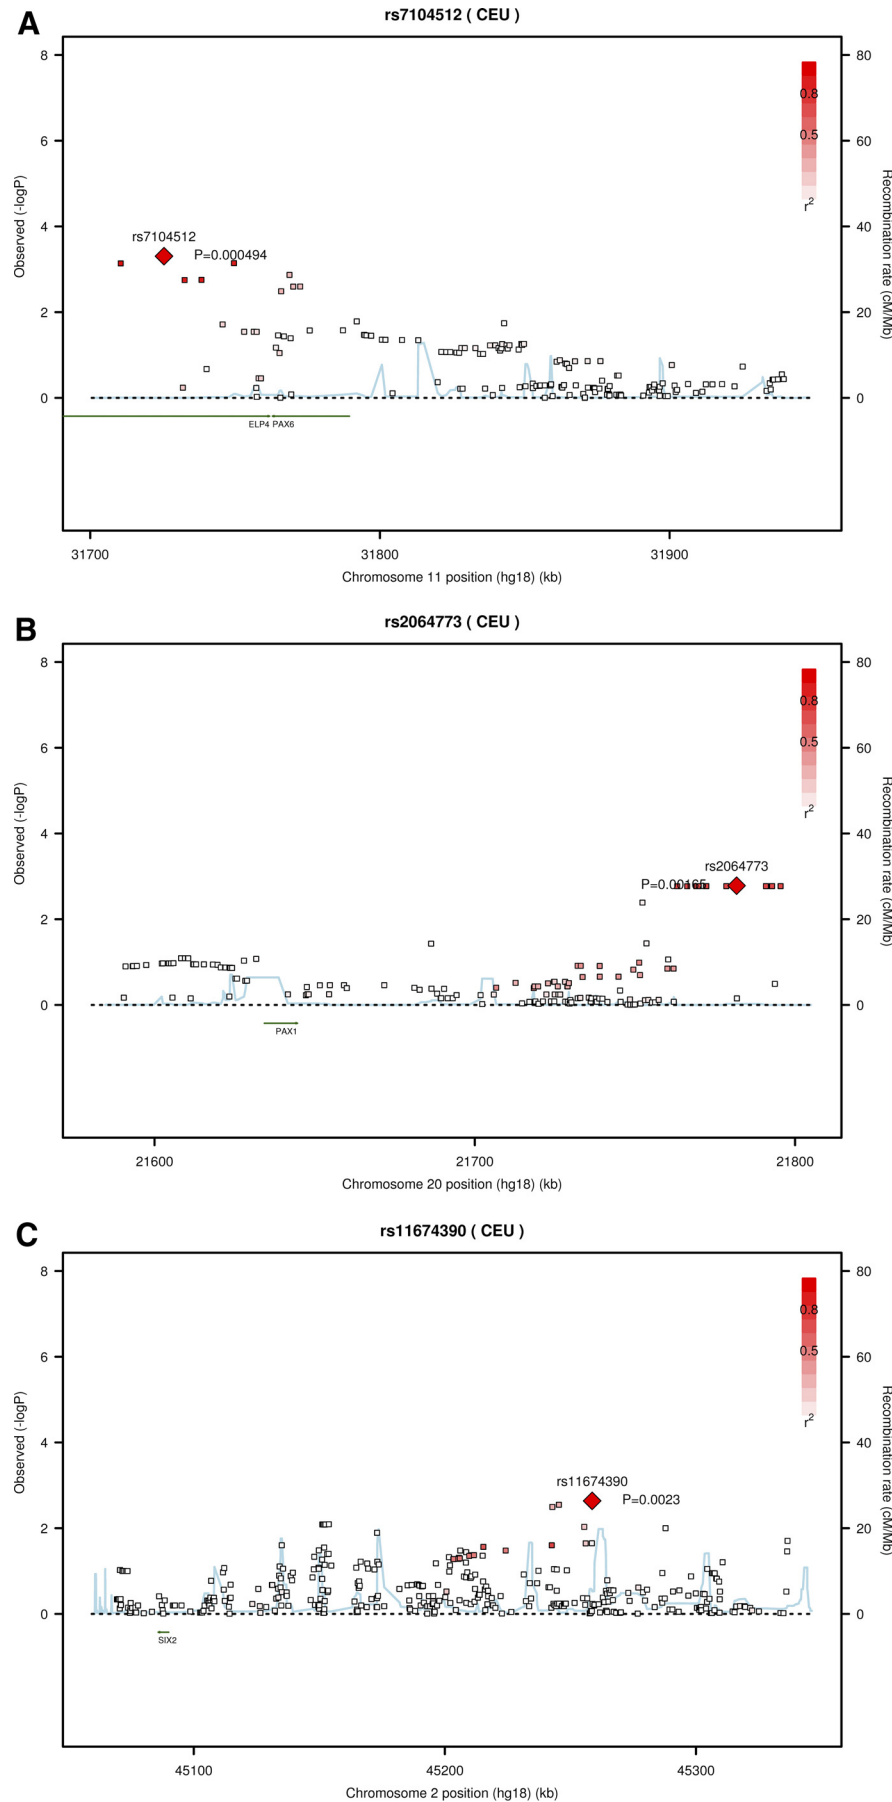 A
rs7104512 ( CEU )
8 80
0.8
0.5
6 60
r2
4 40
rs7104512
P=0.000494
2 20
0 0
Observed (-logP)
Recombination rate (cM/Mb)
ELP4 PAX6
31700 31800 31900
Chromosome 11 position (hg18) (kb)
B
rs2064773 ( CEU )
8 80
0.8
0.5
6 60
r2
4 40
rs2064773
P=0.00165
2 20
0 0
Observed (-logP)
Recombination rate (cM/Mb)
PAX1
21600 21700 21800
Chromosome 20 position (hg18) (kb)
C
rs11674390 ( CEU )
8 80
0.8
0.5
6 60
r2
4 40
rs11674390
P=0.0023
2 20
0 0
Observed (-logP)
Recombination rate (cM/Mb)
SIX2
45100 45200 45300
Chromosome 2 position (hg18) (kb)